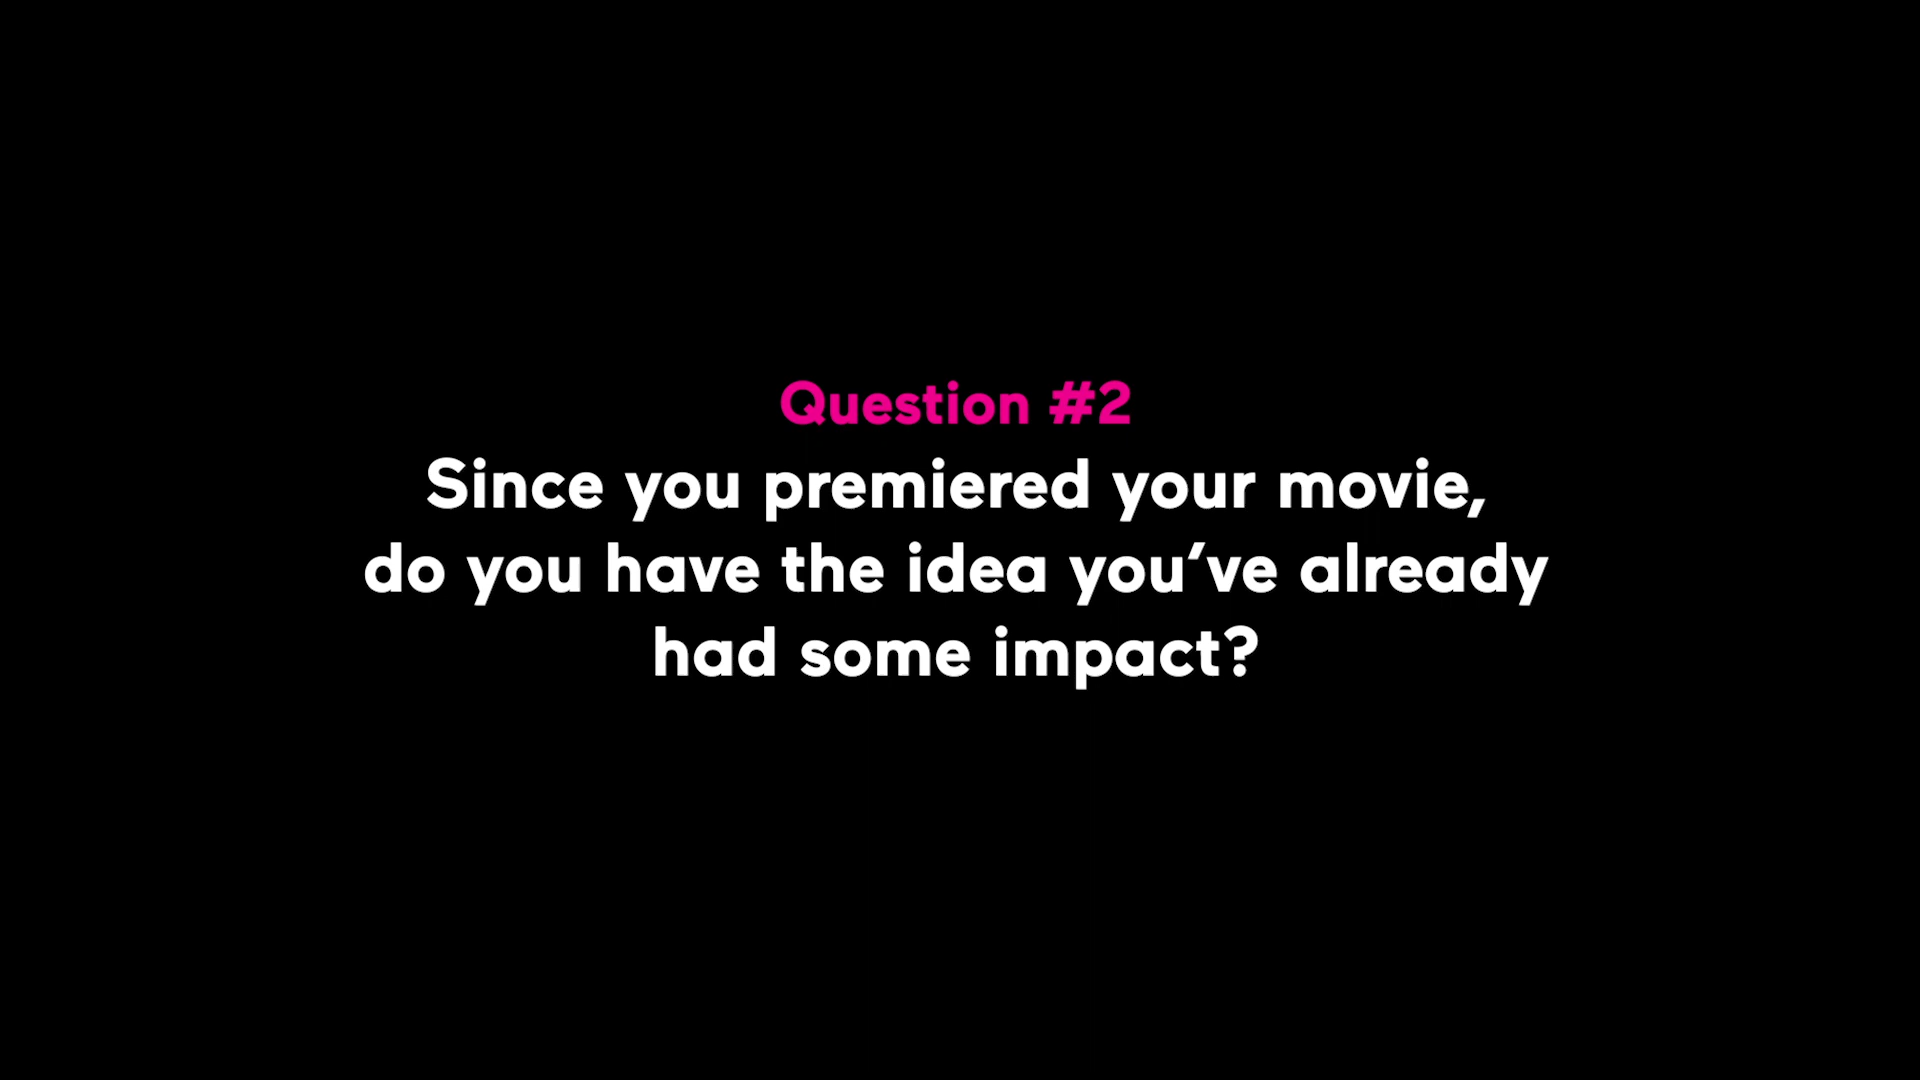 Question #2
Since you premiered your movie,
do you have the idea you’ve already
had some impact?